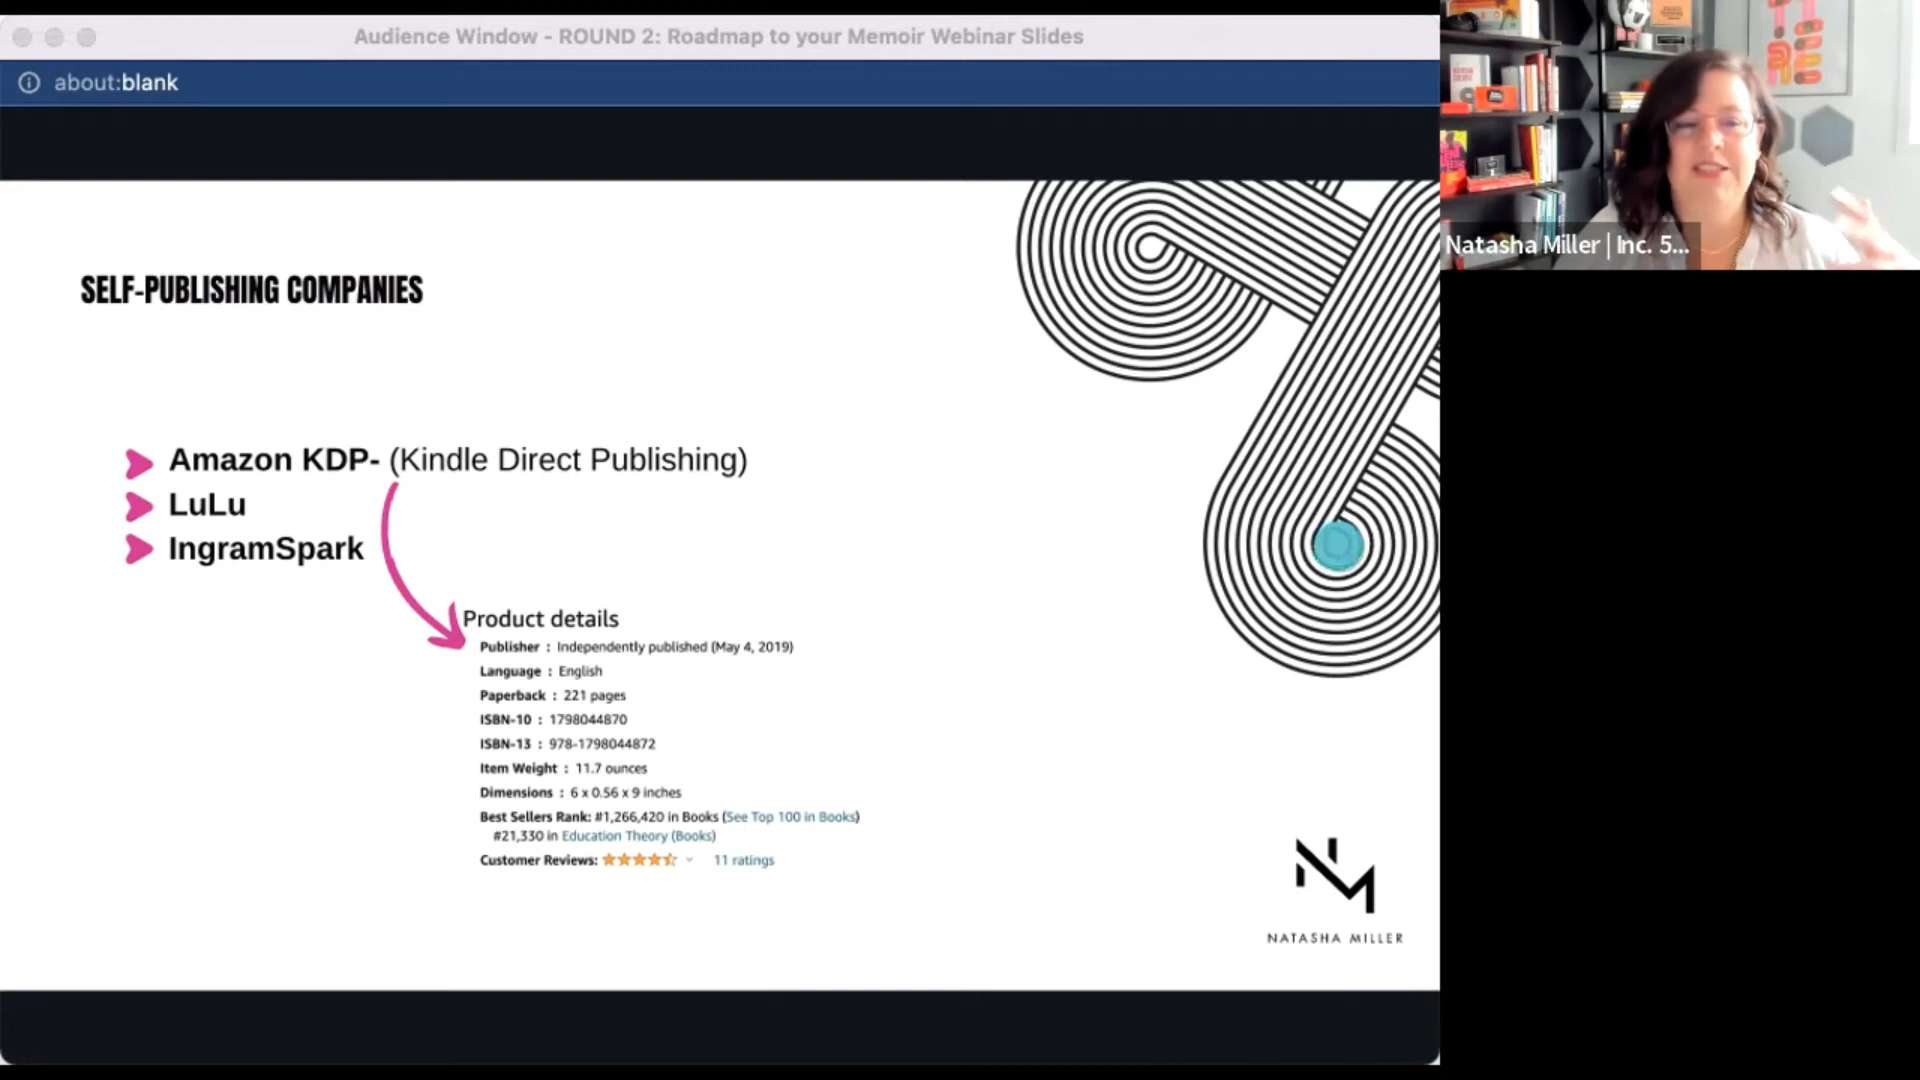 Audience Window - ROUND 2: Roadmap to your Memoir Webinar Slides
about:blank
Natasha Miller | Inc. 5...
SELF-PUBLISHING COMPANIES
Amazon KDP- (Kindle Direct Publishing)
LuLu
IngramSpark
Product details
Publisher : Independently published (May 4, 2019)
Language : English
Paperback : 221 pages
ISBN-10 : 1798044870
ISBN-13 : 978-1798044872
Item Weight : 11.7 ounces
Dimensions : 6 x 0.56 x 9 inches
Best Sellers Rank: #1,266,420 in Books (See Top 100 in Books)
#21,330 in Education Theory (Books)
Customer Reviews: 11 ratings
NM
NATASHA MILLER